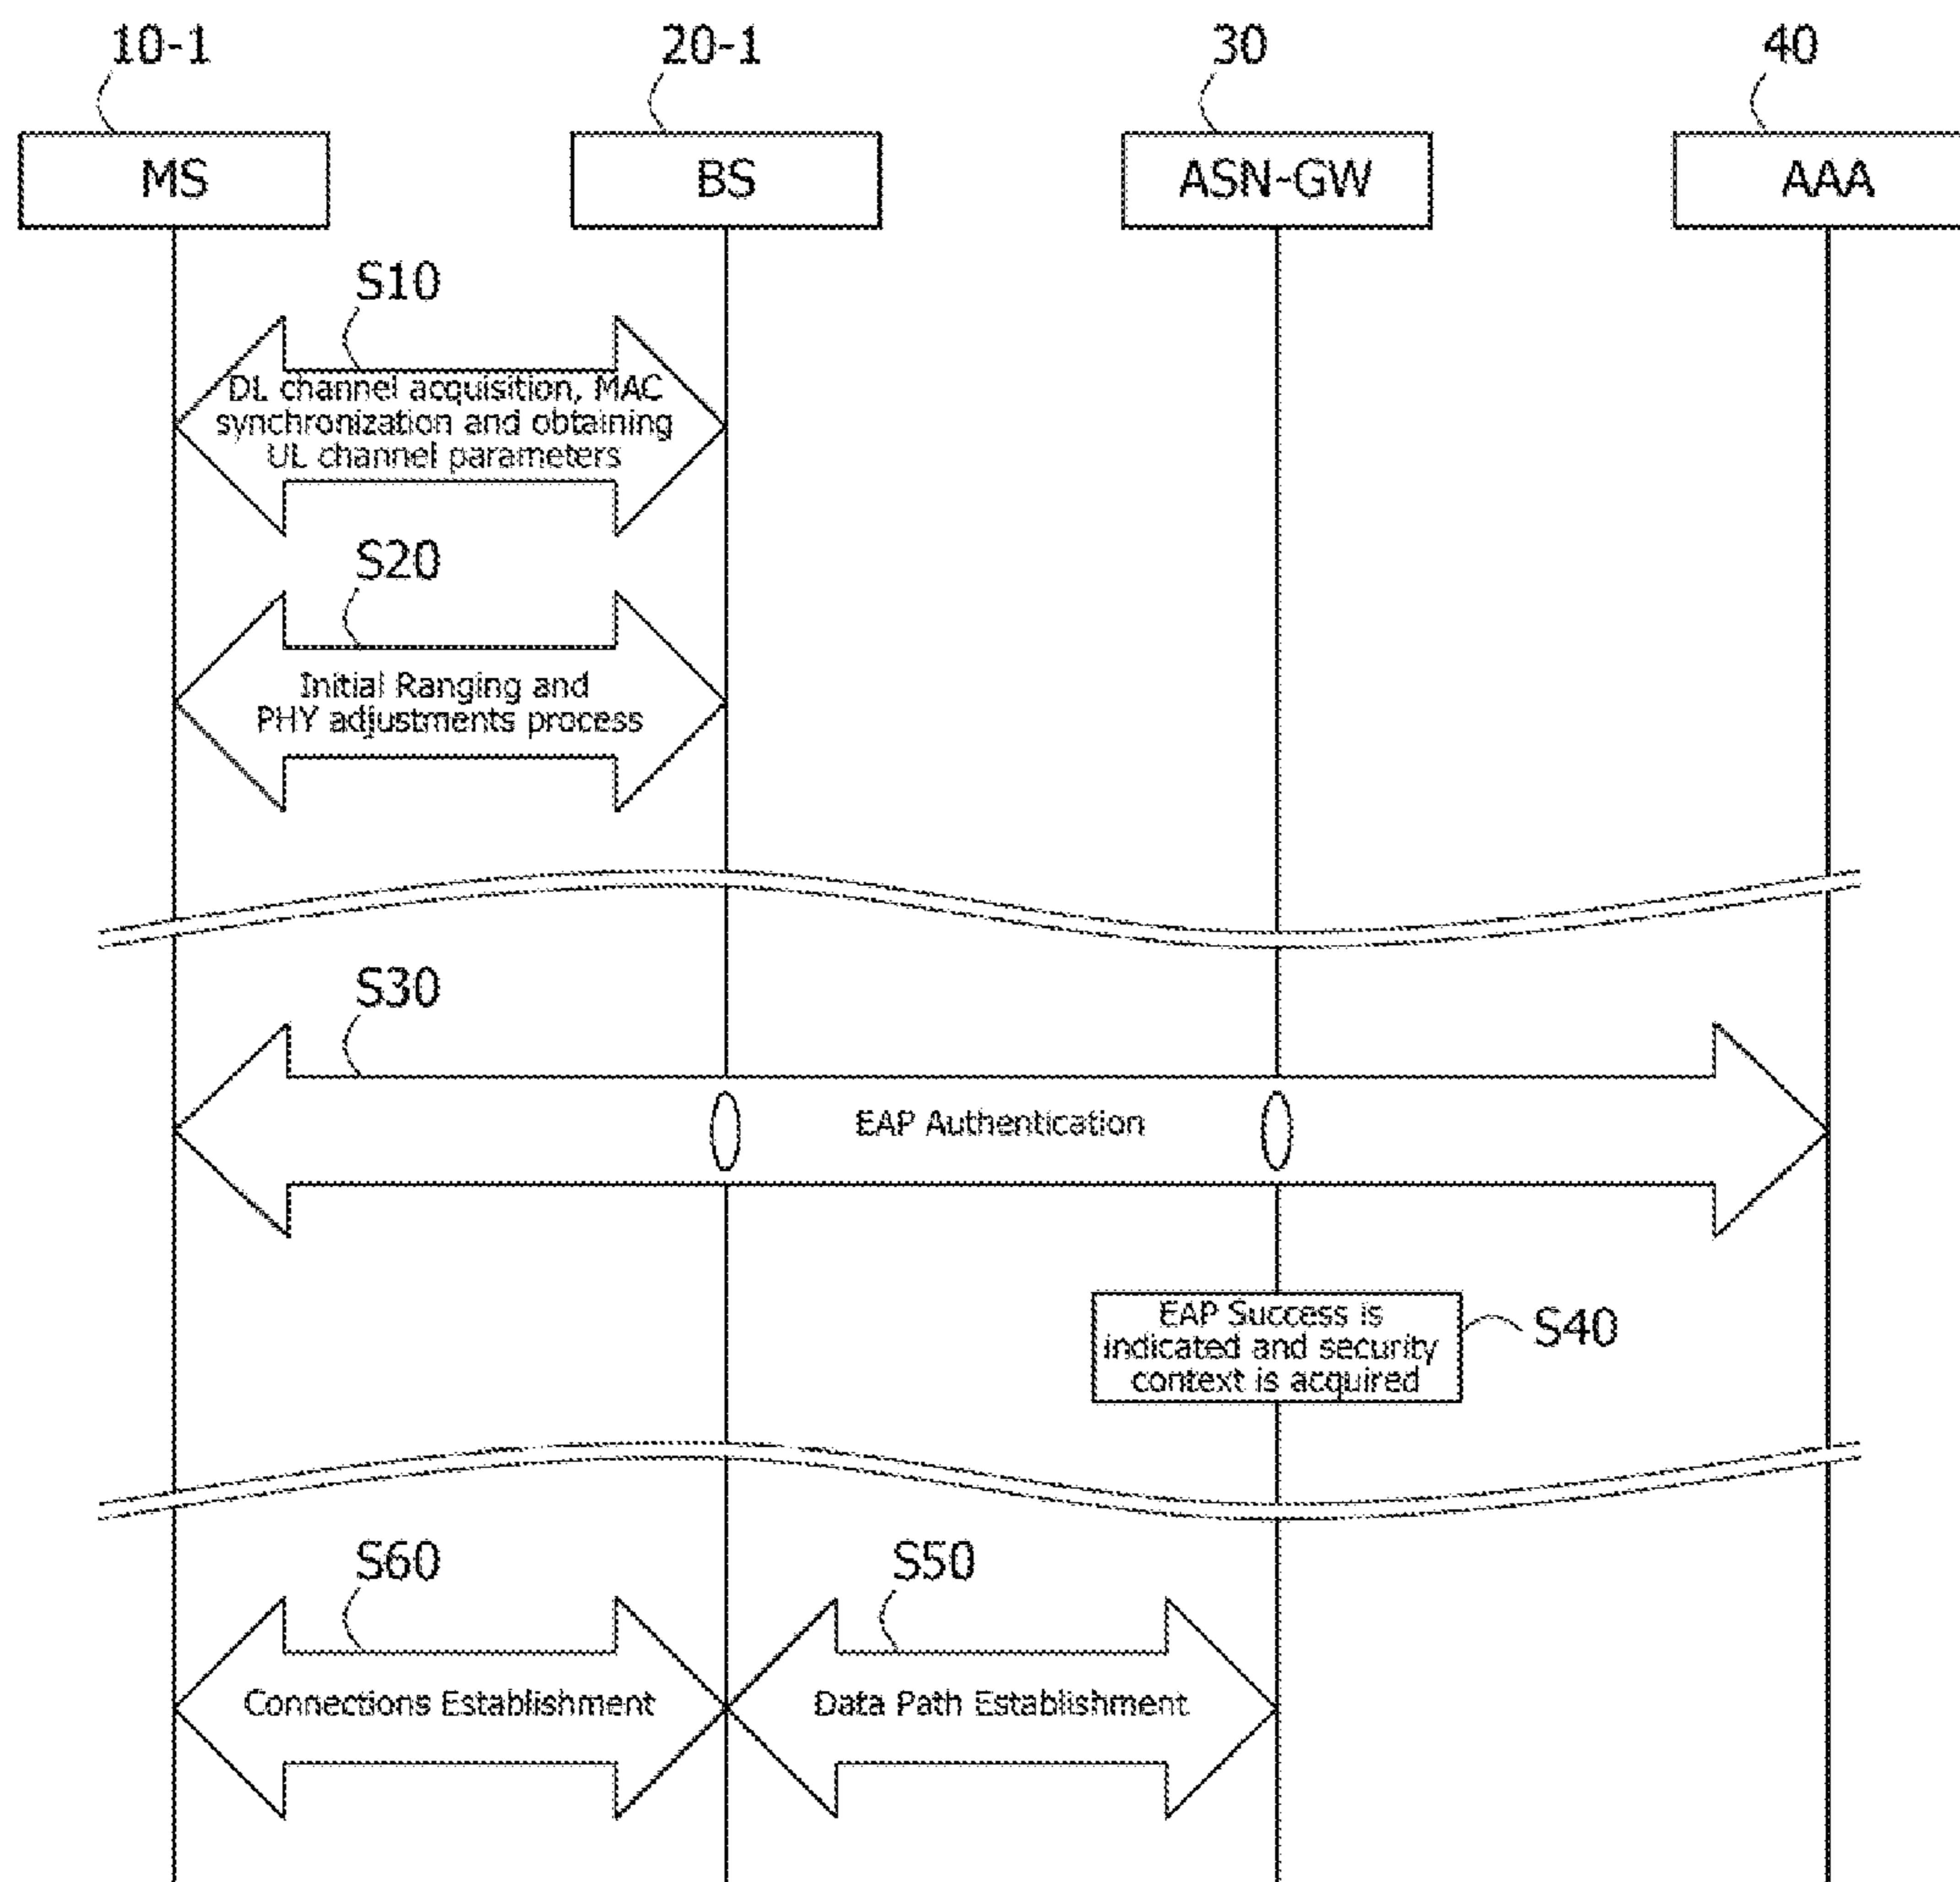 10-1
20-1
30
40
MS
BS
ASN-GW
AAA
S10
DL channel acquisition, MAC
synchronization and obtaining
UL channel parameters
S20
Initial Ranging and
PHY adjustments process
S30
EAP Authentication
EAP Success is
indicated and security
context is acquired
S40
S60
S50
Connections Establishment
Data Path Establishment